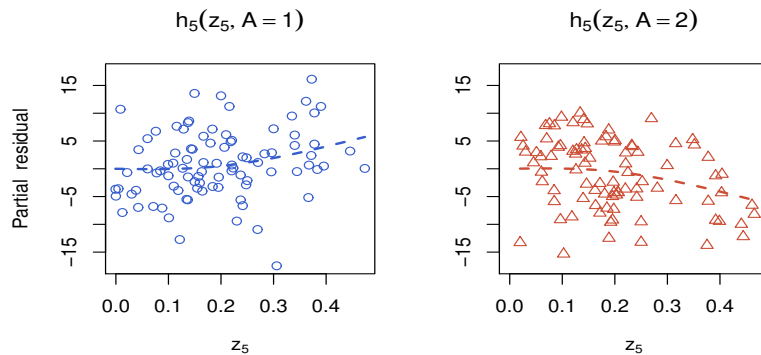 h₅(z₅, A = 1)
h₅(z₅, A = 2)
Partial residual
15
5
−5
−15
0.0 0.1 0.2 0.3 0.4
z₅
15
5
−5
−15
0.0 0.1 0.2 0.3 0.4
z₅